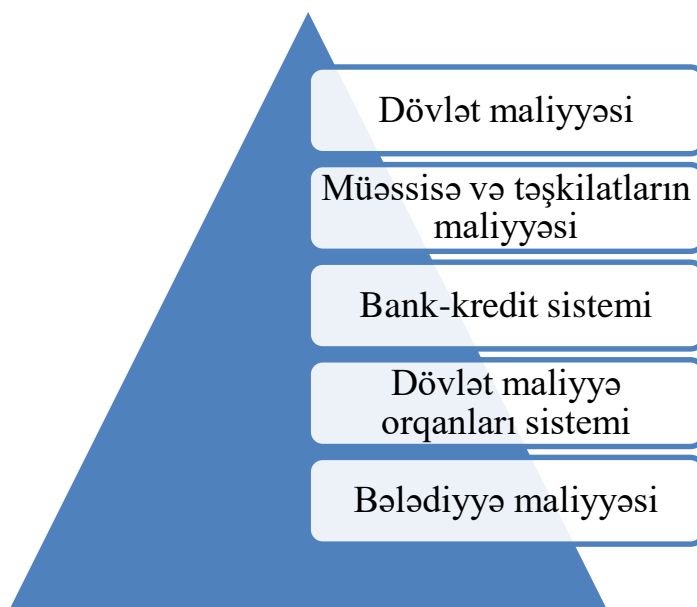 Dövlət maliyyəsi
Müəssisə və təşkilatların
maliyyəsi
Bank-kredit sistemi
Dövlət maliyyə
orqanları sistemi
Bələdiyyə maliyyəsi